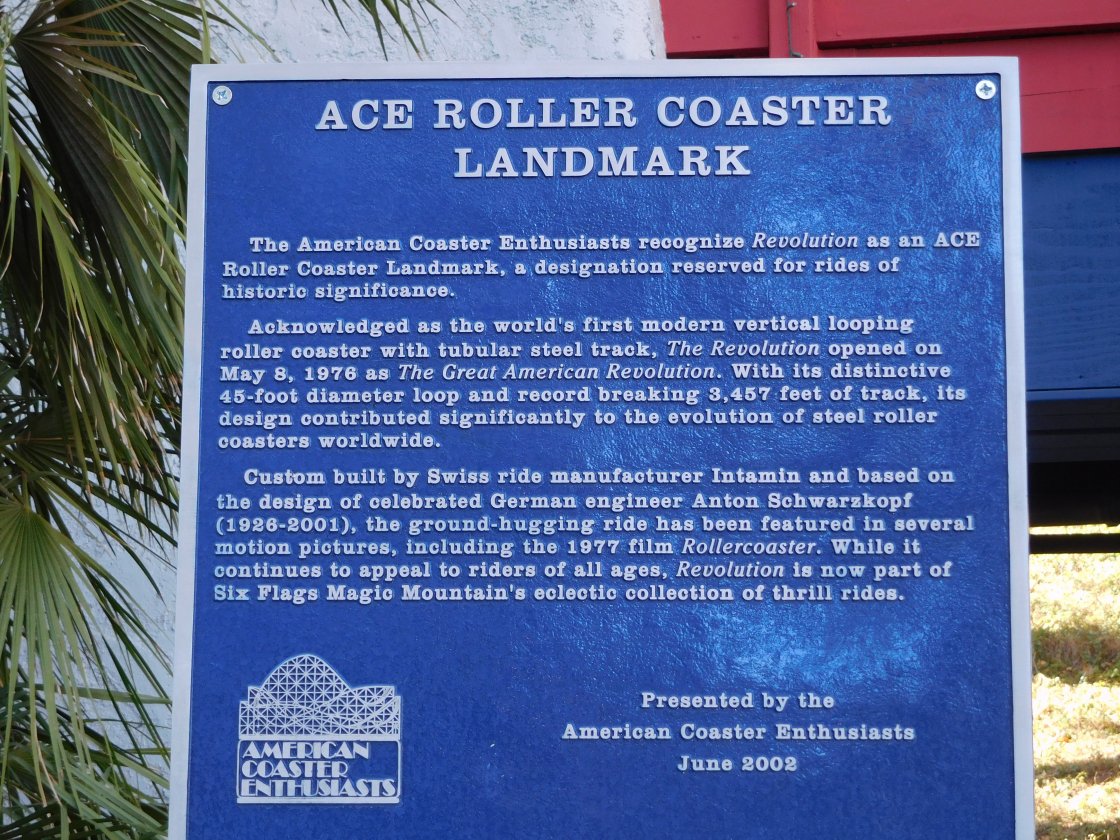 ACE ROLLER COASTER
LANDMARK
The American Coaster Enthusiasts recognize Revolution as an ACE
Roller Coaster Landmark, a designation reserved for rides of
historic significance.
Acknowledged as the world's first modern vertical looping
roller coaster with tubular steel track, The Revolution opened on
May 8, 1976 as The Great American Revolution. With its distinctive
45-foot diameter loop and record breaking 3,457 feet of track, its
design contributed significantly to the evolution of steel roller
coasters worldwide.
Custom built by Swiss ride manufacturer Intamin and based on
the design of celebrated German engineer Anton Schwarzkopf
(1926-2001), the ground-hugging ride has been featured in several
motion pictures, including the 1977 film Rollercoaster. While it
continues to appeal to riders of all ages, Revolution is now part of
Six Flags Magic Mountain's eclectic collection of thrill rides.
Presented by the
American Coaster Enthusiasts
June 2002
AMERICAN
COASTER
ENTHUSIASTS